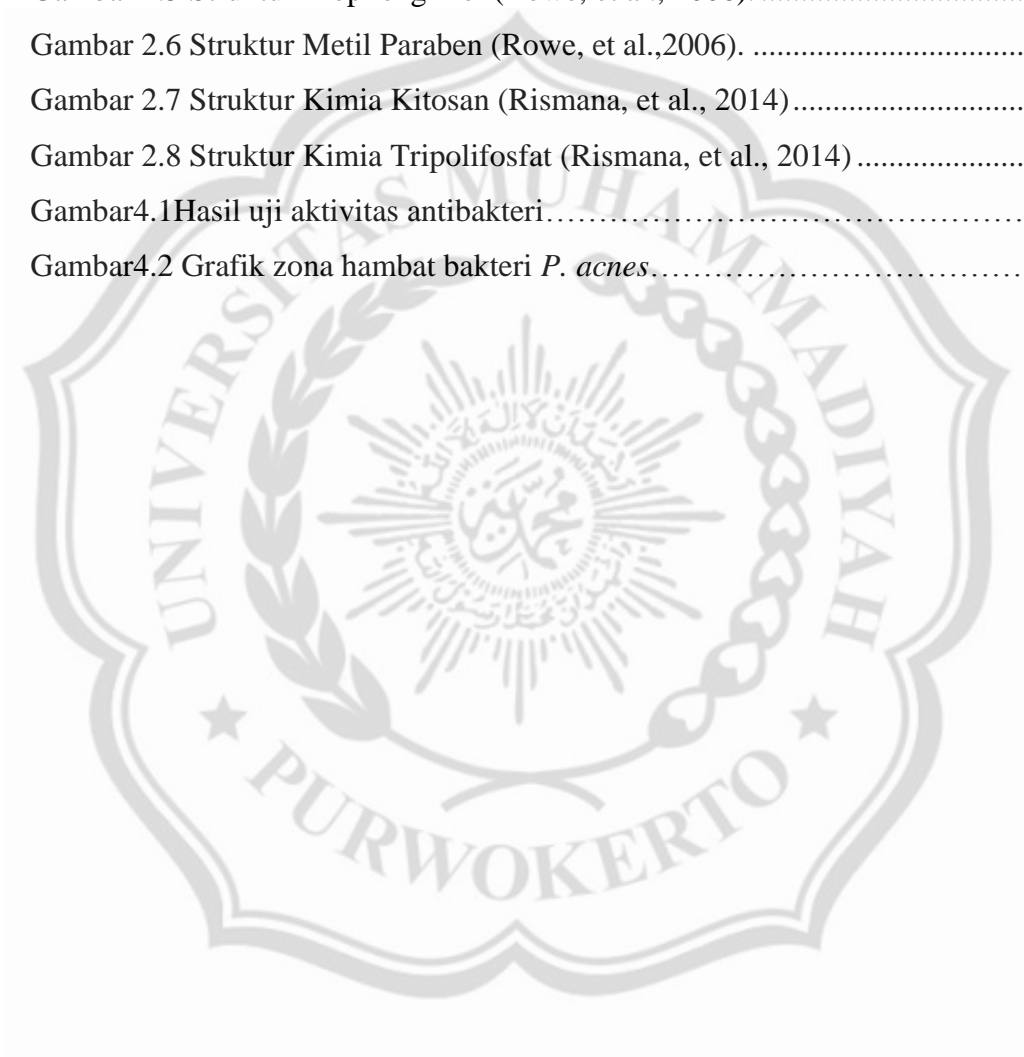 Gambar 2.6 Struktur Metil Paraben (Rowe, et al.,2006). ................................
Gambar 2.7 Struktur Kimia Kitosan (Rismana, et al., 2014)...........................
Gambar 2.8 Struktur Kimia Tripolifosfat (Rismana, et al., 2014) ...................
Gambar4.1Hasil uji aktivitas antibakteri…………………………………………
Gambar4.2 Grafik zona hambat bakteri P. acnes………………………………
UNIVERSITAS MUHAMMADIYAH
PURWOKERTO